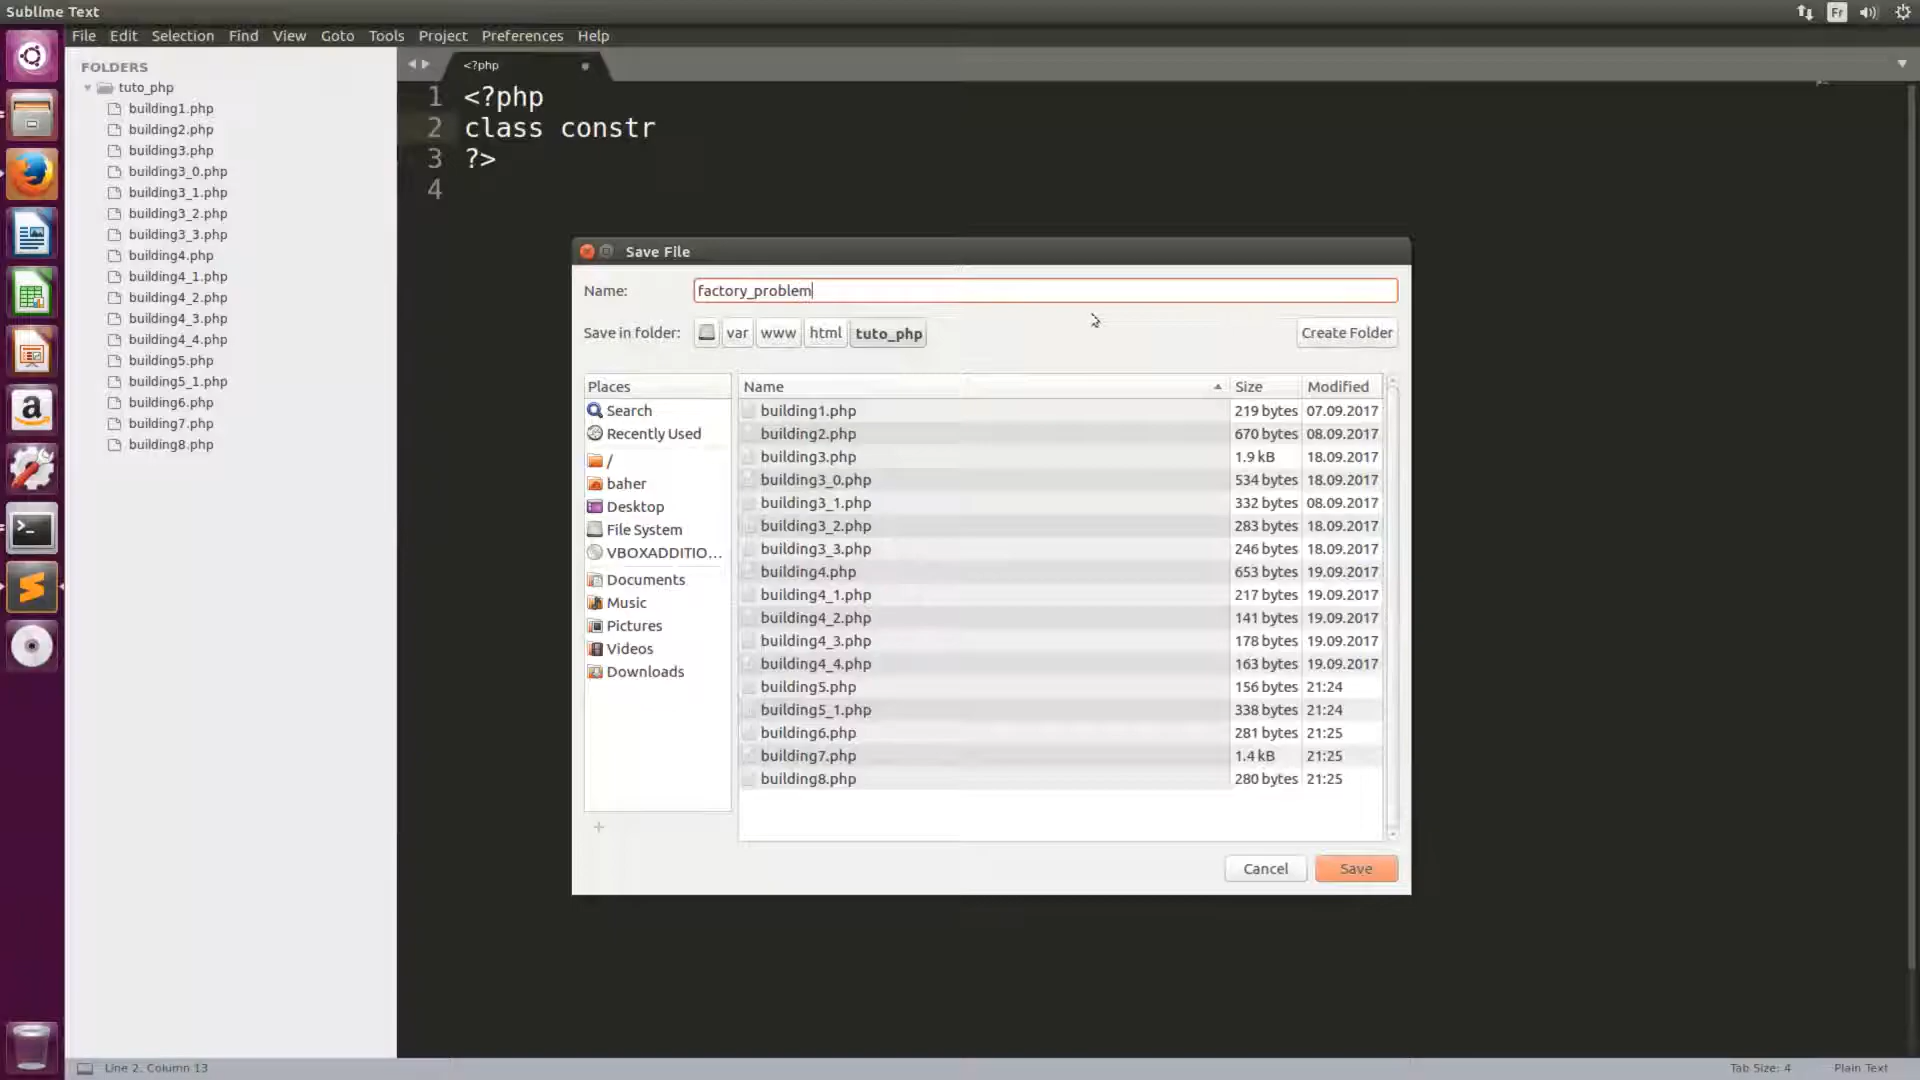 Sublime Text
Fr
File Edit Selection Find View Goto Tools Project Preferences Help
FOLDERS
tuto_php
building1.php
building2.php
building3.php
building3_0.php
building3_1.php
building3_2.php
building3_3.php
building4.php
building4_1.php
building4_2.php
building4_3.php
building4_4.php
building5.php
building5_1.php
building6.php
building7.php
building8.php
<?php
1 <?php
2 class constr
3 ?>
4
Save File
Name: factory_problem
Save in folder: var www html tuto_php Create Folder
Places
Search
Recently Used
/
baher
Desktop
File System
VBOXADDITIO...
Documents
Music
Pictures
Videos
Downloads
Name Size Modified
building1.php 219 bytes 07.09.2017
building2.php 670 bytes 08.09.2017
building3.php 1.9 kB 18.09.2017
building3_0.php 534 bytes 18.09.2017
building3_1.php 332 bytes 08.09.2017
building3_2.php 283 bytes 18.09.2017
building3_3.php 246 bytes 18.09.2017
building4.php 653 bytes 19.09.2017
building4_1.php 217 bytes 19.09.2017
building4_2.php 141 bytes 19.09.2017
building4_3.php 178 bytes 19.09.2017
building4_4.php 163 bytes 19.09.2017
building5.php 156 bytes 21:24
building5_1.php 338 bytes 21:24
building6.php 281 bytes 21:25
building7.php 1.4 kB 21:25
building8.php 280 bytes 21:25
Cancel Save
Line 2, Column 13
Tab Size: 4 Plain Text